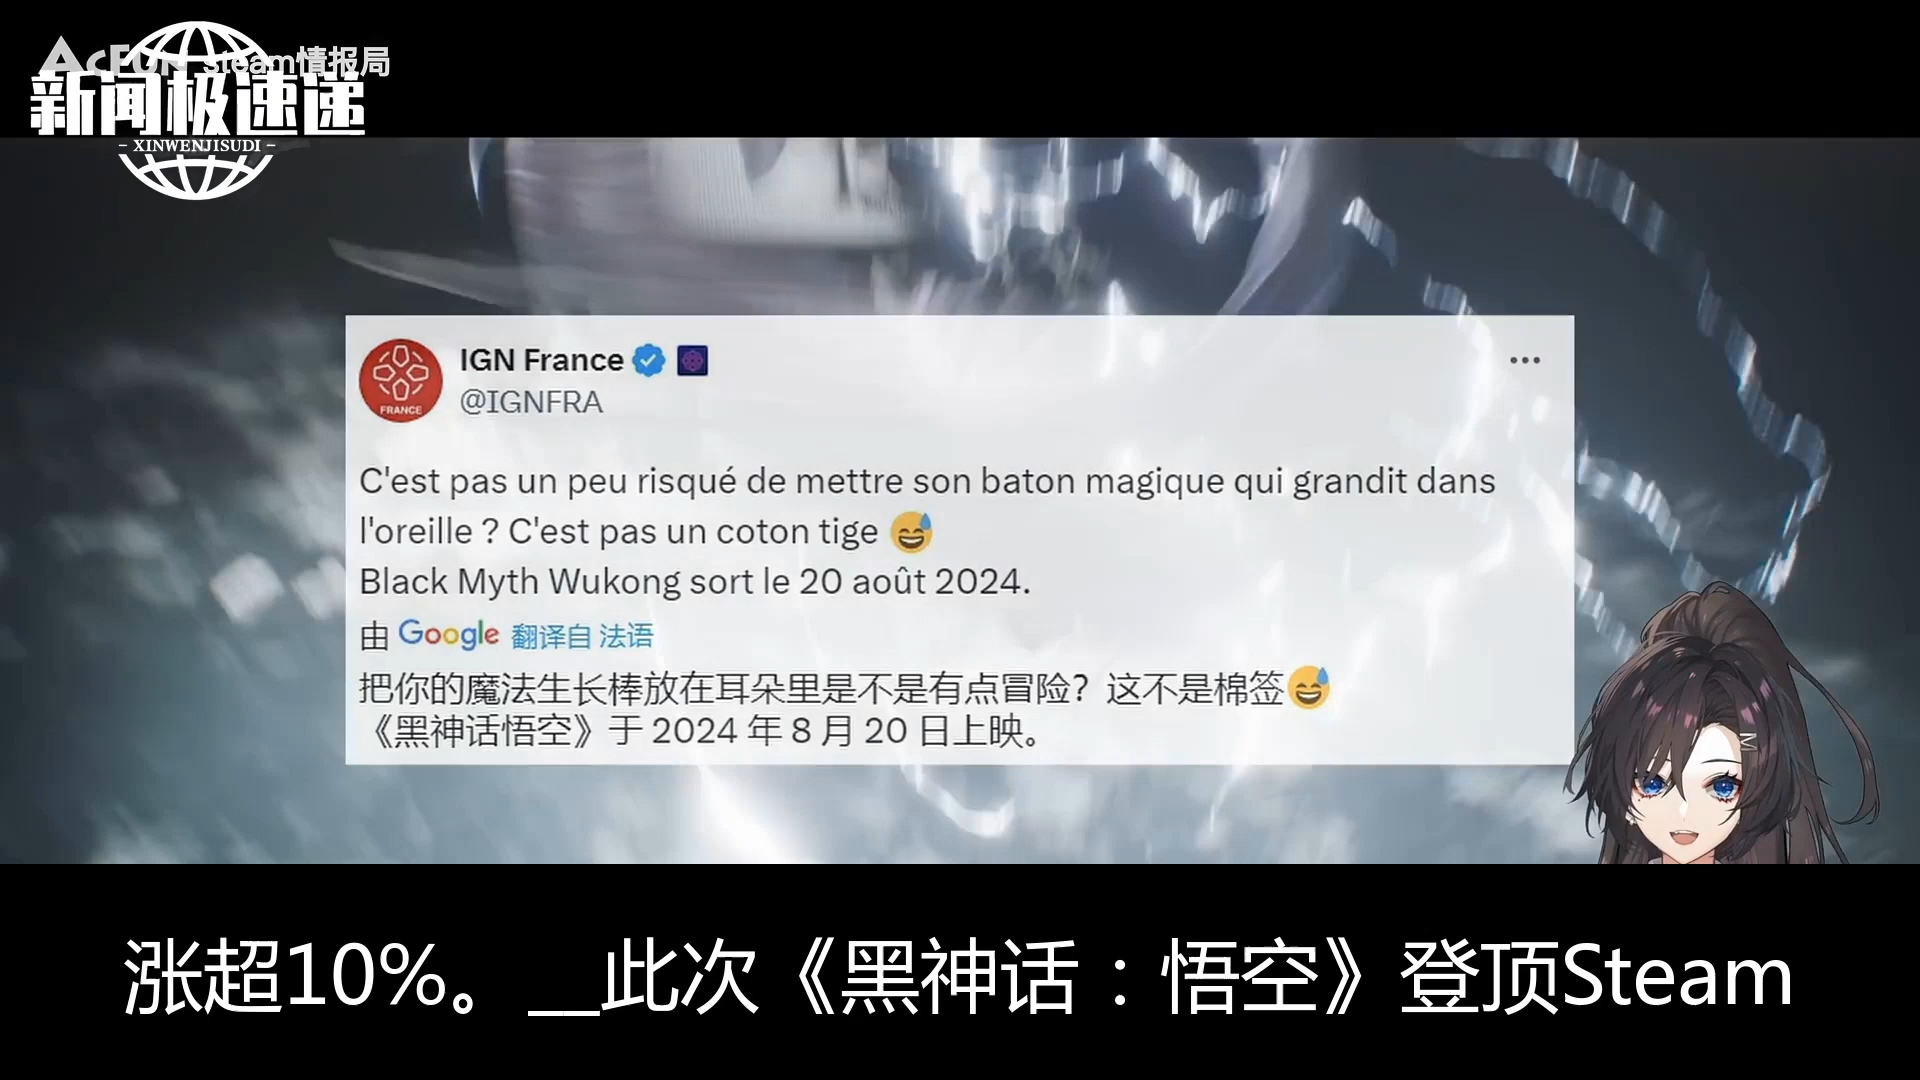 AcFUN steam情报局
新闻极速递
- XINWENJISUDI -
IGN France
@IGNFRA
FRANCE
C'est pas un peu risqué de mettre son baton magique qui grandit dans
l'oreille ? C'est pas un coton tige 😅
Black Myth Wukong sort le 20 août 2024.
由 Google 翻译自 法语
把你的魔法生长棒放在耳朵里是不是有点冒险？这不是棉签😅
《黑神话悟空》于 2024 年 8 月 20 日上映。
涨超10%。__此次《黑神话：悟空》登顶Steam